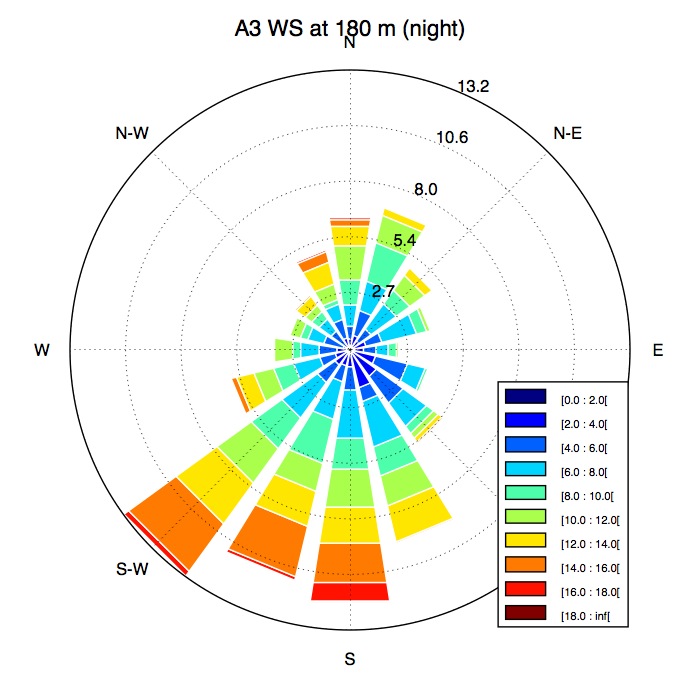 A3 WS at 180 m (night)
N
13.2
N-W
N-E
10.6
8.0
5.4
2.7
W
E
[0.0 : 2.0[
[2.0 : 4.0[
[4.0 : 6.0[
[6.0 : 8.0[
[8.0 : 10.0[
[10.0 : 12.0[
[12.0 : 14.0[
[14.0 : 16.0[
[16.0 : 18.0[
[18.0 : inf[
S-W
S